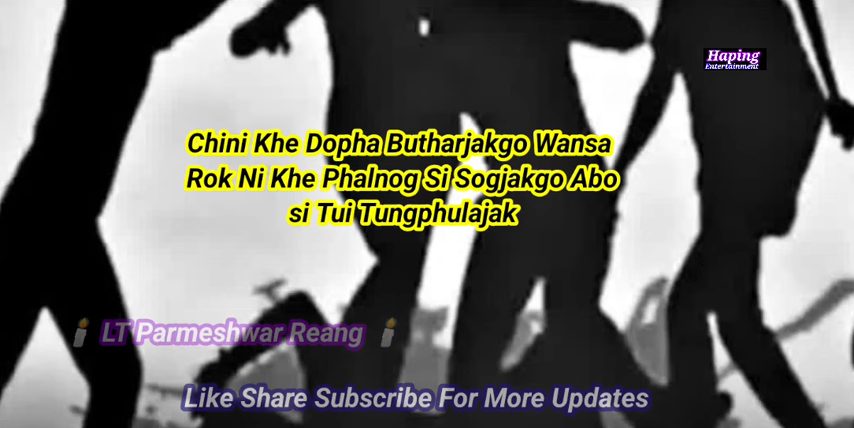 Haping
Entertainment
Chini Khe Dopha Butharjakgo Wansa
Rok Ni Khe Phalnog Si Sogjakgo Abo
si Tui Tungphulajak
🕯️ LT Parmeshwar Reang 🕯️
Like Share Subscribe For More Updates